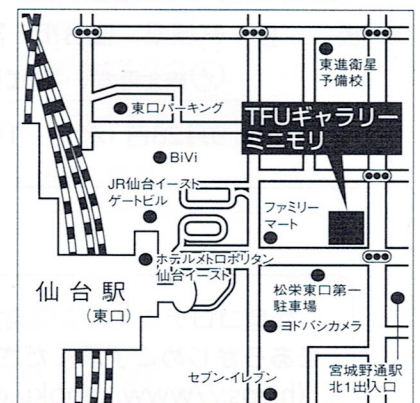 東進衛星
予備校
東口パーキング
TFUギャラリー
ミニモリ
BiVi
JR仙台イースト
ゲートビル
ファミリー
マート
ホテルメトロポリタン
仙台イースト
仙台駅
(東口)
松栄東口第一
駐車場
ヨドバシカメラ
セブン-イレブン
宮城野通駅
北1出入口